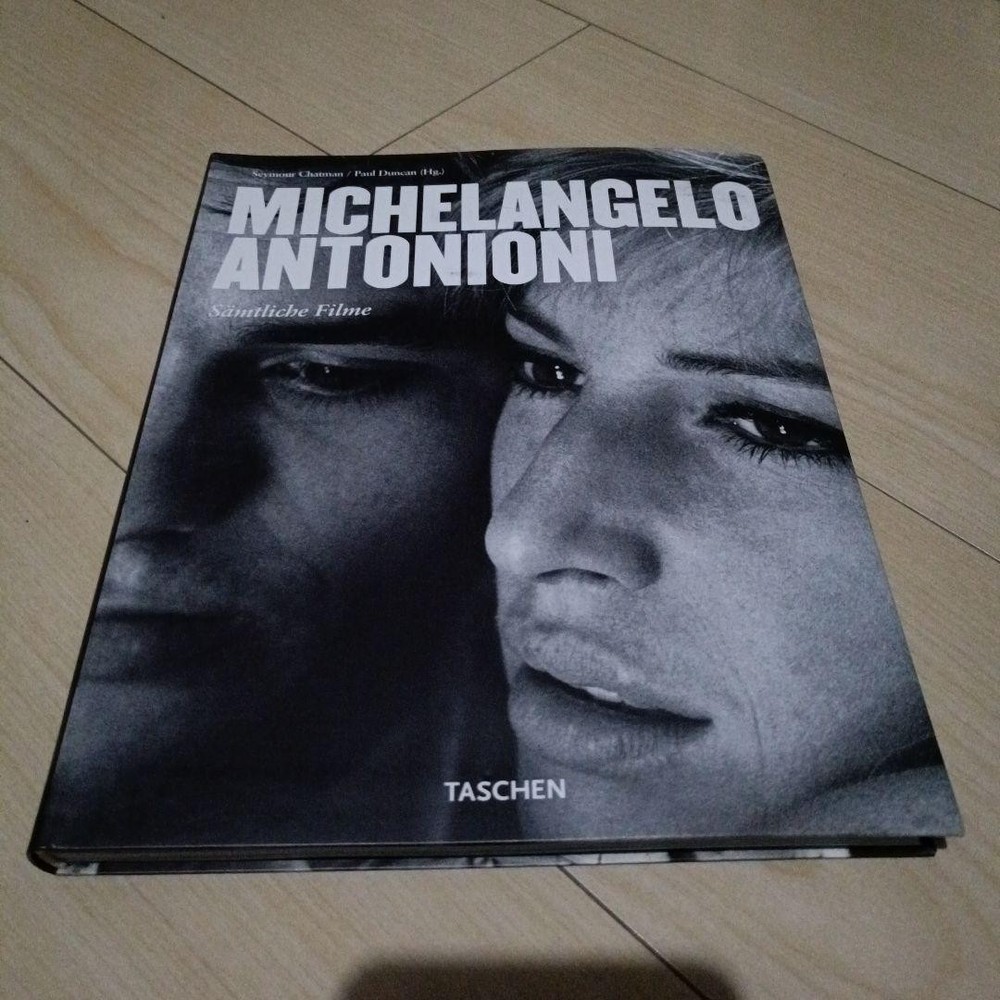 Seymour Chatman / Paul Duncan (Hg.)
MICHELANGELO
ANTONIONI
Sämtliche Filme
TASCHEN